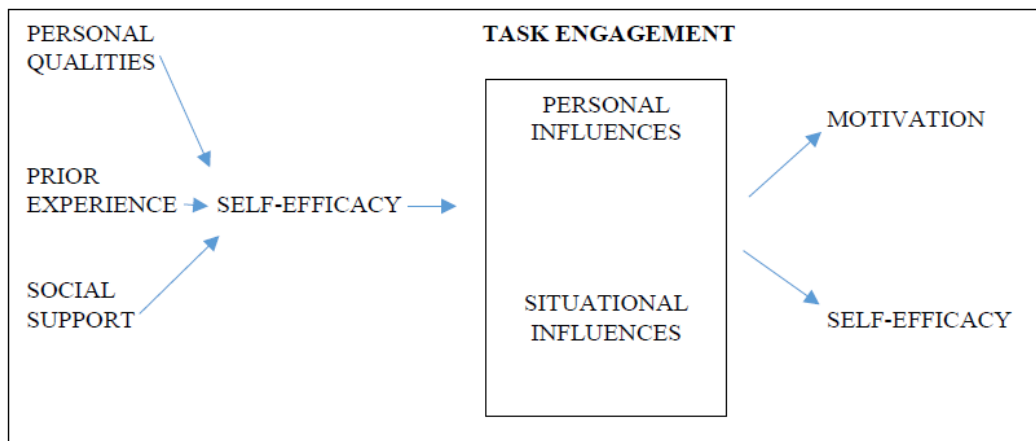 PERSONAL
QUALITIES
PRIOR
EXPERIENCE
SOCIAL
SUPPORT
SELF-EFFICACY
TASK ENGAGEMENT
PERSONAL
INFLUENCES
SITUATIONAL
INFLUENCES
MOTIVATION
SELF-EFFICACY